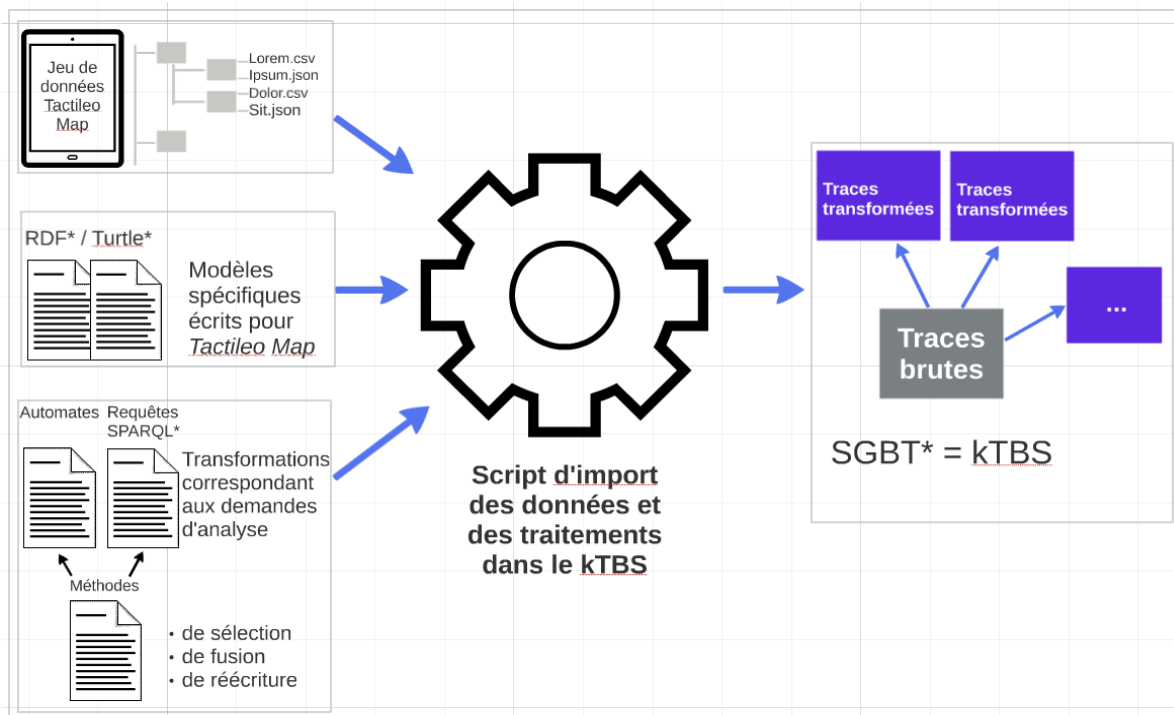 Jeu de
données
Tactileo
Map
Lorem.csv
Ipsum.json
Dolor.csv
Sit.json
RDF* / Turtle*
Modèles
spécifiques
écrits pour
Tactileo Map
Automates
Requêtes
SPARQL*
Transformations
correspondant
aux demandes
d'analyse
Méthodes
• de sélection
• de fusion
• de réécriture
Script d'import
des données et
des traitements
dans le kTBS
Traces
transformées
Traces
transformées
...
Traces
brutes
SGBT* = kTBS